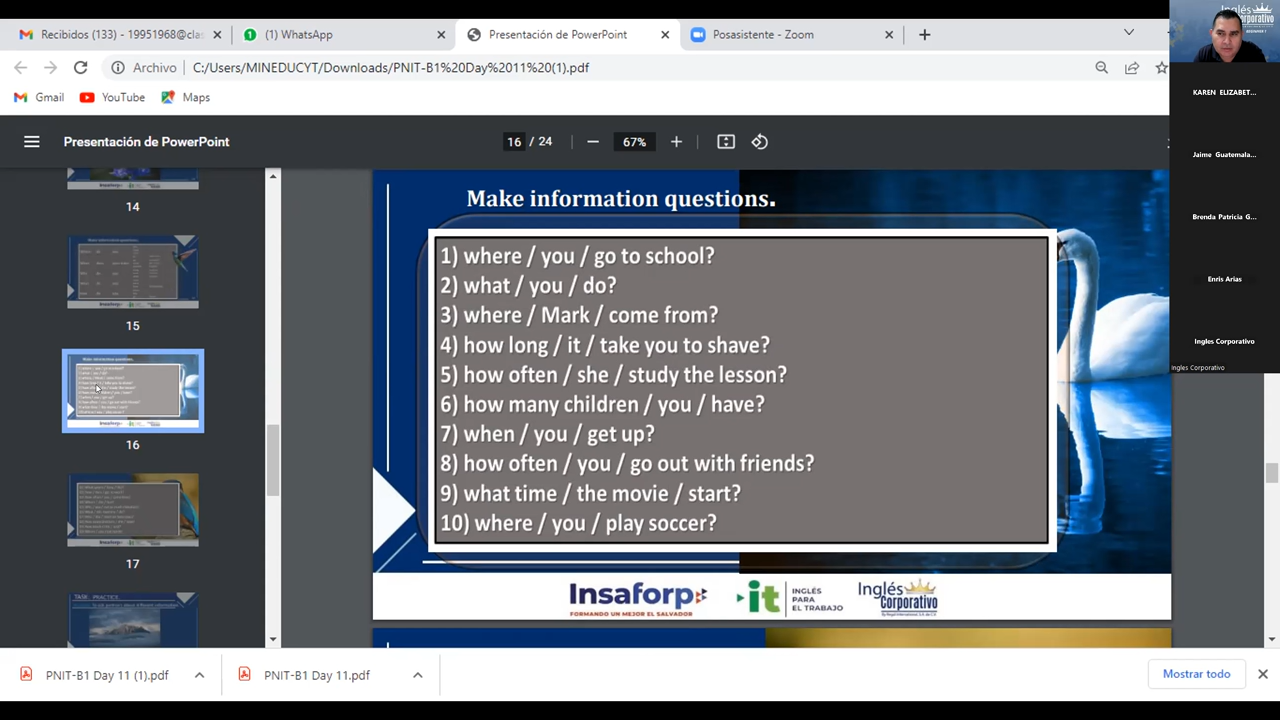 Recibidos (133) - 19951968@clas
(1) WhatsApp
Presentación de PowerPoint
Posasistente - Zoom
Archivo
C:/Users/MINEDUCYT/Downloads/PNIT-B1%20Day%2011%20(1).pdf
Gmail
YouTube
Maps
Presentación de PowerPoint
16 / 24
67%
14
15
16
17
TASK: PRACTICE.
Make information questions.
1) where / you / go to school?
2) what / you / do?
3) where / Mark / come from?
4) how long / it / take you to shave?
5) how often / she / study the lesson?
6) how many children / you / have?
7) when / you / get up?
8) how often / you / go out with friends?
9) what time / the movie / start?
10) where / you / play soccer?
Insaforp
FORMANDO UN MEJOR EL SALVADOR
it
INGLÉS
PARA
EL TRABAJO
Inglés
Corporativo
Inglés
Corporativo
KAREN ELIZABET...
Jaime Guatemala...
Brenda Patricia G...
Enris Arias
Ingles Corporativo
Ingles Corporativo
PNIT-B1 Day 11 (1).pdf
PNIT-B1 Day 11.pdf
Mostrar todo